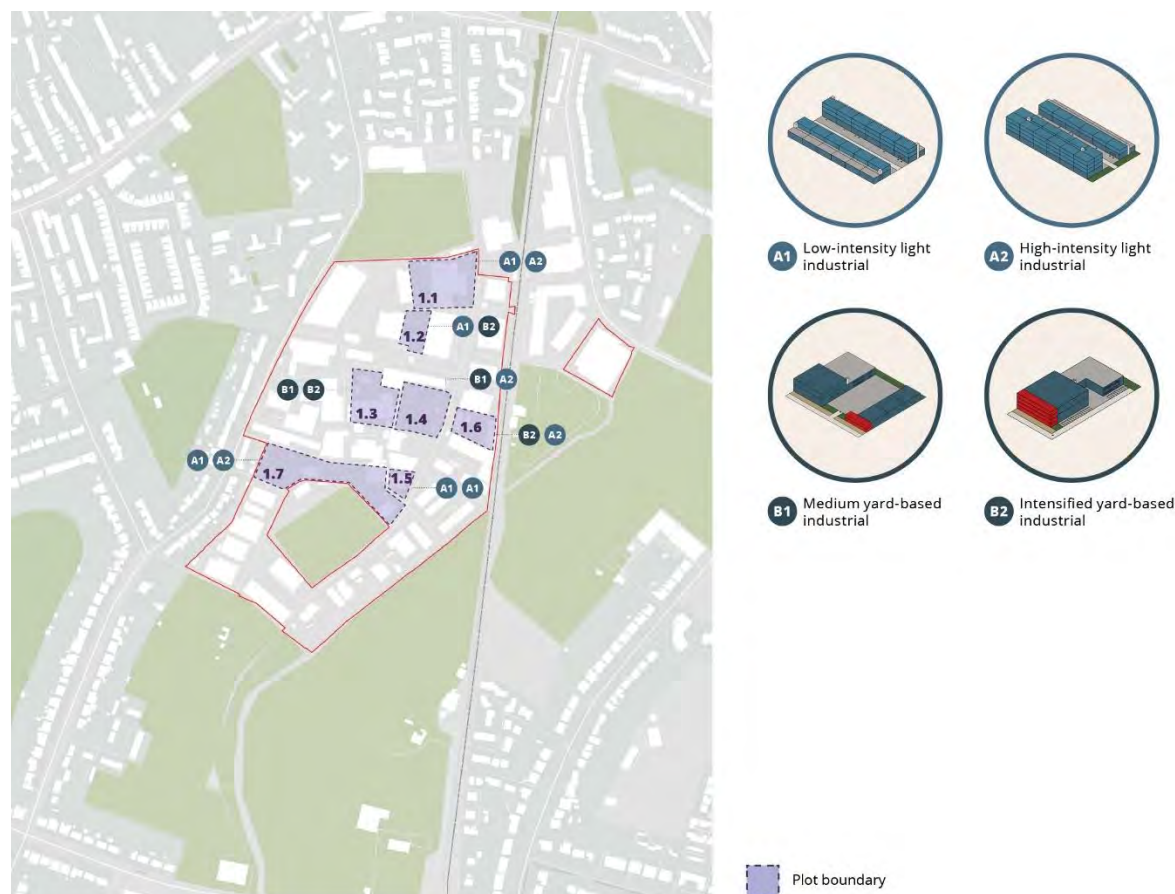 1.1
A1 A2
1.2
A1 B2
B1 B2
B1 A2
1.3
1.4
1.6
B2 A2
A1 A2
1.7
1.5
A1 A1
A1 Low-intensity light
industrial
A2 High-intensity light
industrial
B1 Medium yard-based
industrial
B2 Intensified yard-based
industrial
Plot boundary